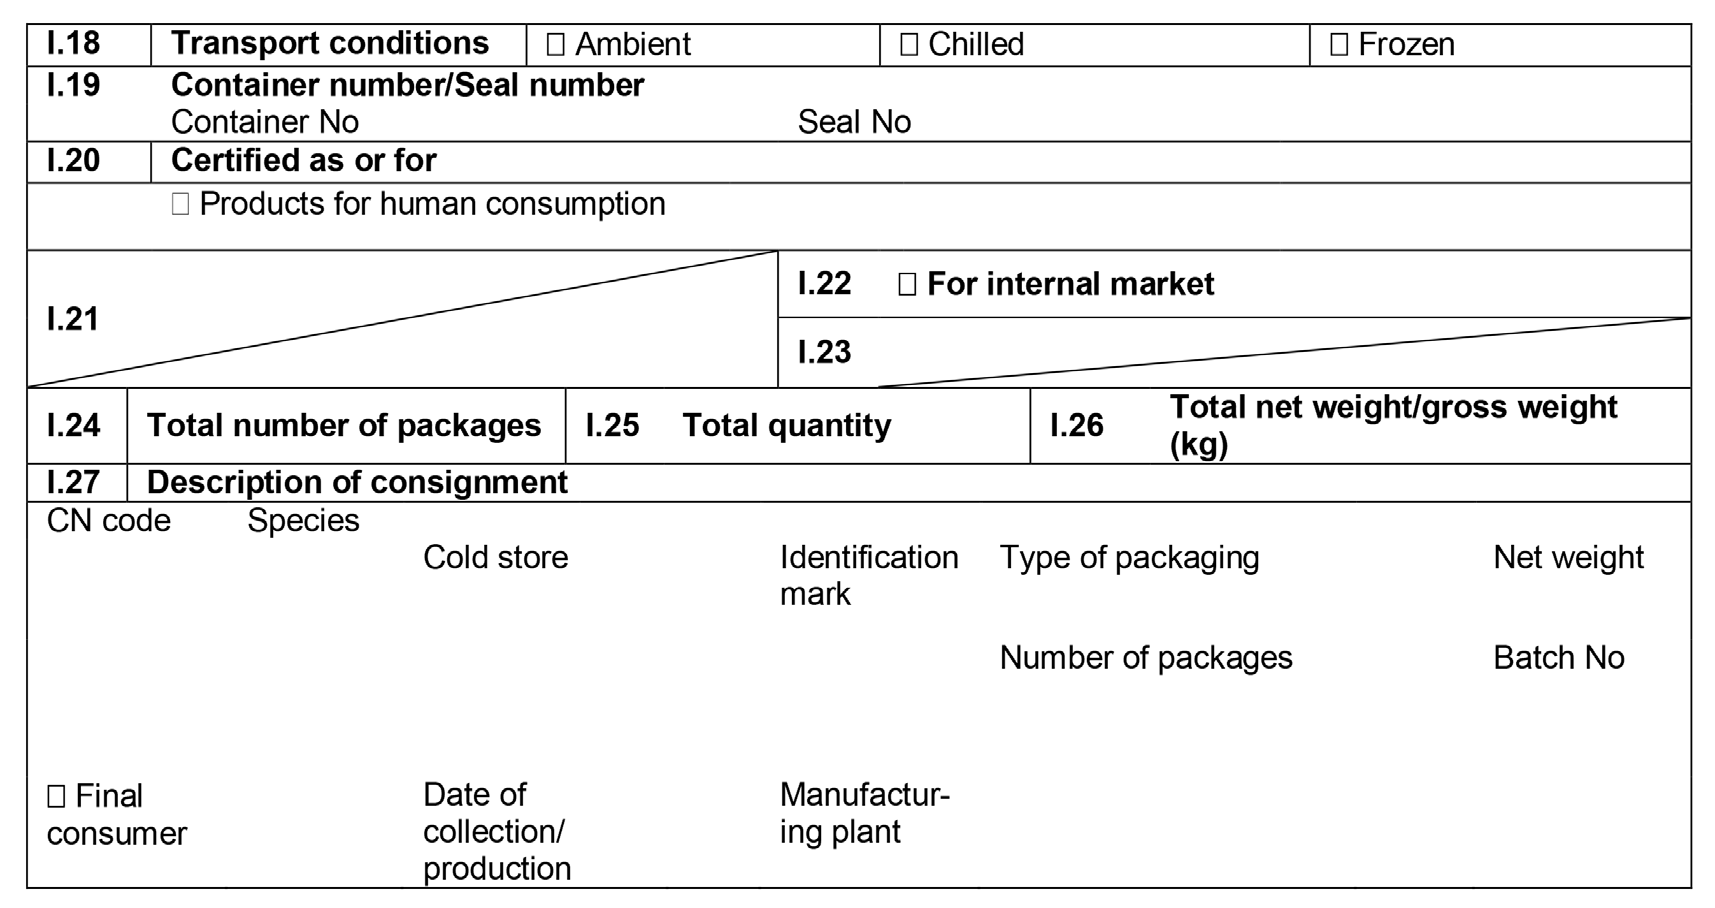 I.18 Transport conditions ☐ Ambient ☐ Chilled ☐ Frozen
I.19 Container number/Seal number
Container No Seal No
I.20 Certified as or for
☐ Products for human consumption
I.21
I.22 ☐ For internal market
I.23
I.24 Total number of packages I.25 Total quantity I.26 Total net weight/gross weight
(kg)
I.27 Description of consignment
CN code Species
Cold store Identification Type of packaging Net weight
mark
Number of packages Batch No
☐ Final Date of Manufactur-
consumer collection/ ing plant
production